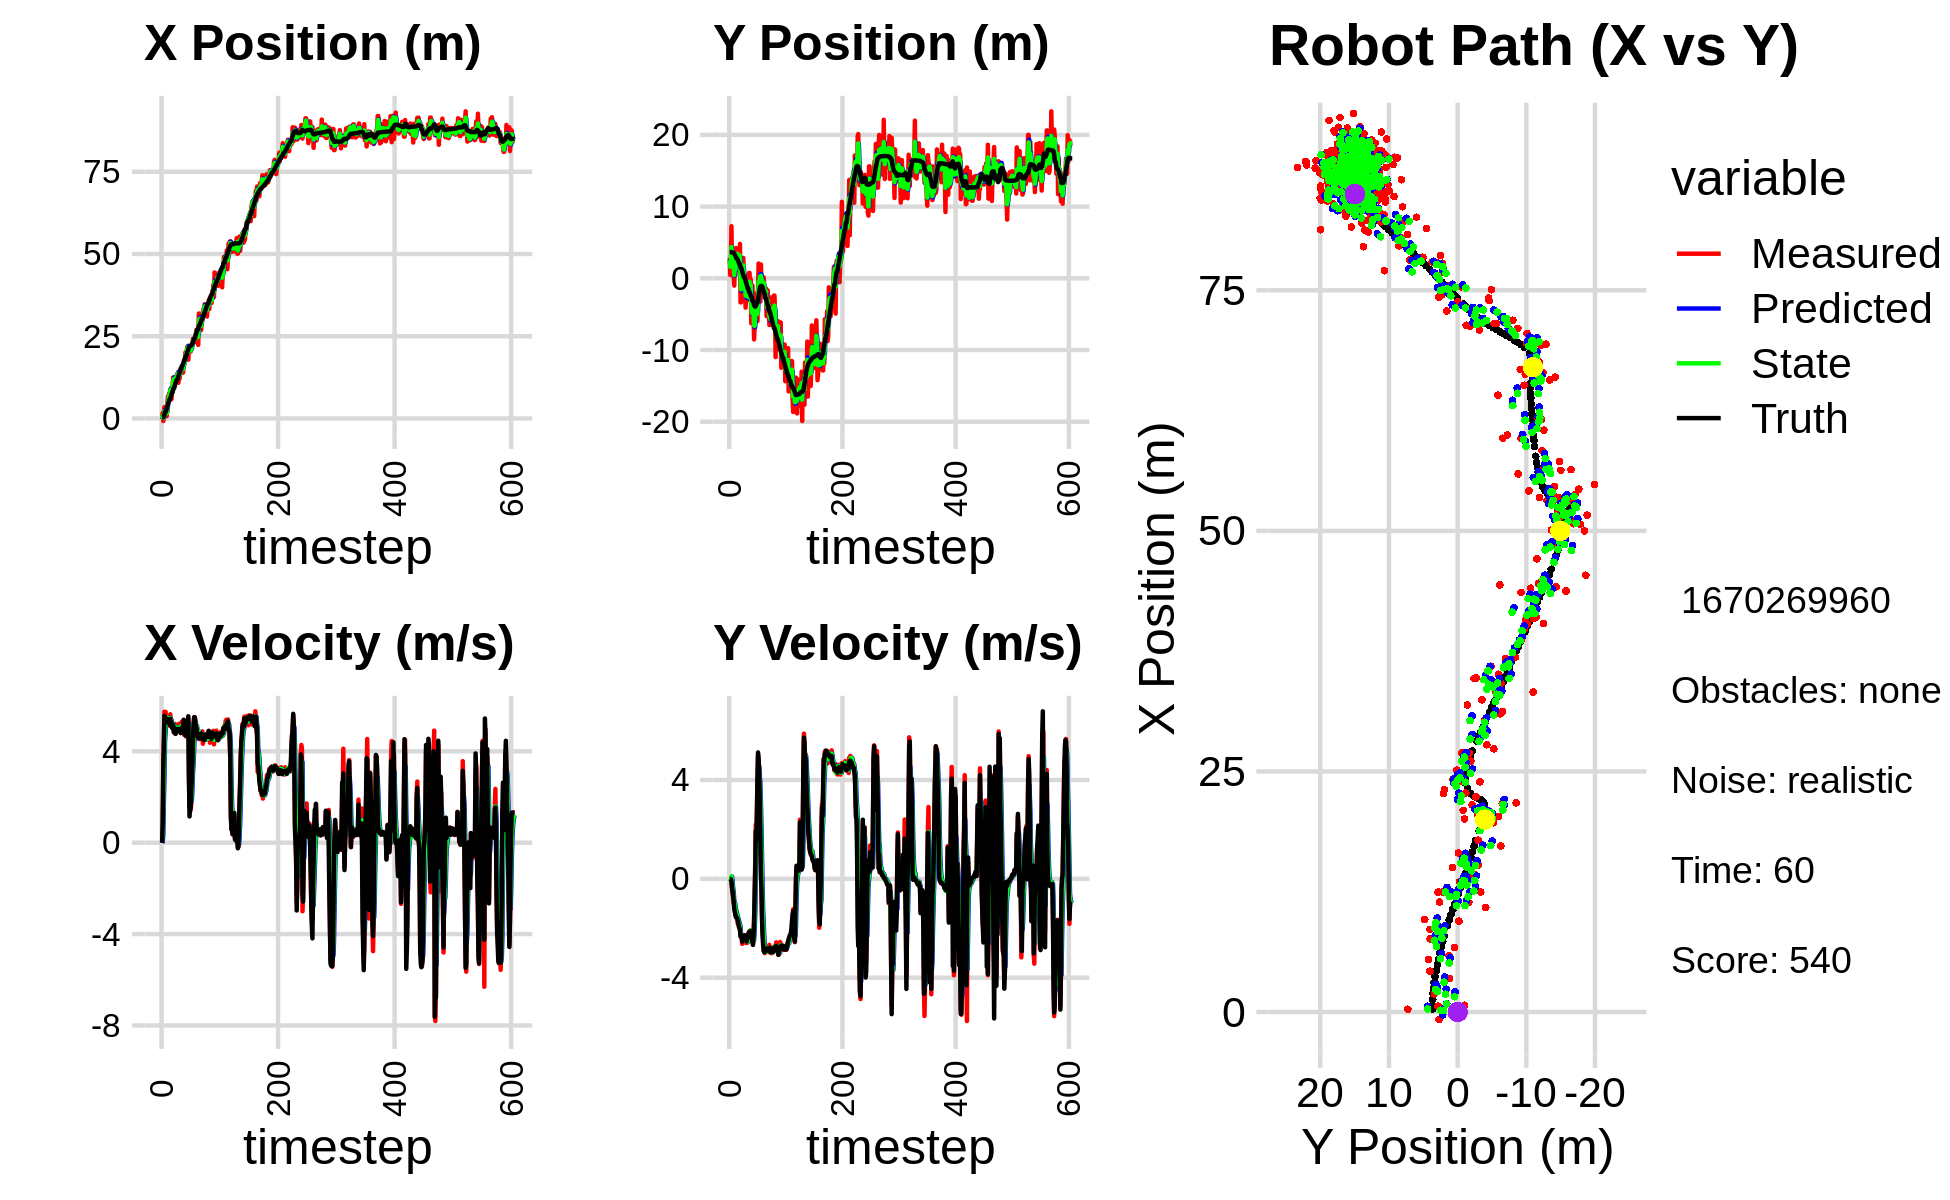 X Position (m)
75
50
25
0
0
200
400
600
timestep
Y Position (m)
20
10
0
-10
-20
0
200
400
600
timestep
X Velocity (m/s)
4
0
-4
-8
0
200
400
600
timestep
Y Velocity (m/s)
4
0
-4
0
200
400
600
timestep
Robot Path (X vs Y)
X Position (m)
75
50
25
0
20 10 0 -10 -20
Y Position (m)
variable
Measured
Predicted
State
Truth
1670269960
Obstacles: none
Noise: realistic
Time: 60
Score: 540